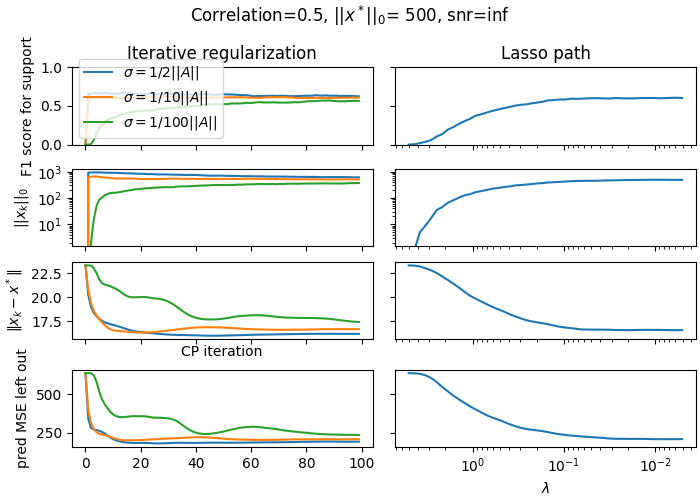 Correlation=0.5, ||x*||₀= 500, snr=inf
Iterative regularization
Lasso path
F1 score for support
1.0
0.5
0.0
σ = 1/2||A||
σ = 1/10||A||
σ = 1/100||A||
||xₖ||₀
10³
10²
10¹
||xₖ − x*||
22.5
20.0
17.5
CP iteration
pred MSE left out
500
250
0 20 40 60 80 100
10⁰ 10⁻¹ 10⁻²
λ